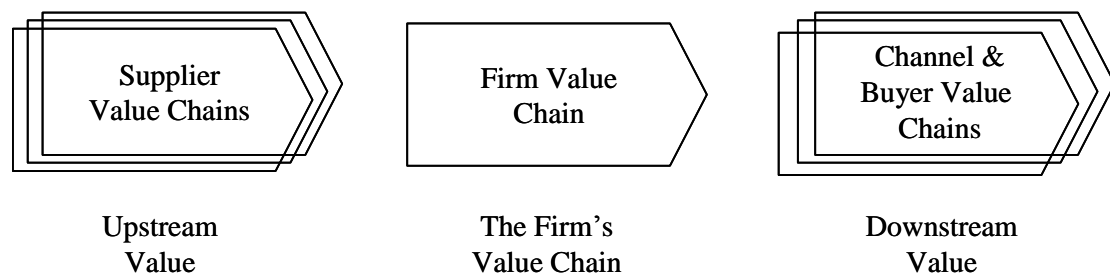 Supplier
Value Chains
Firm Value
Chain
Channel &
Buyer Value
Chains
Upstream
Value
The Firm’s
Value Chain
Downstream
Value